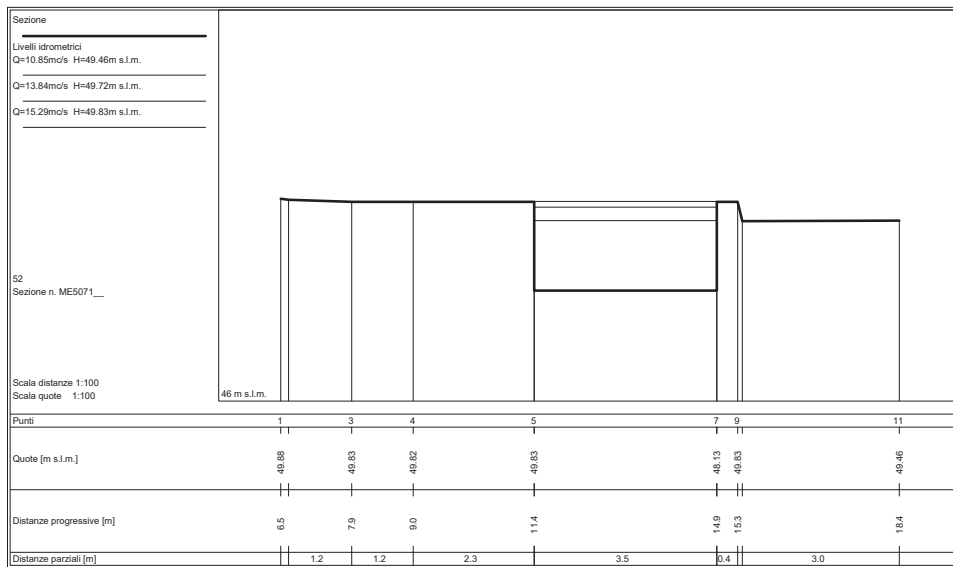 Sezione
Livelli idrometrici
Q=10.85mc/s H=49.46m s.l.m.
Q=13.84mc/s H=49.72m s.l.m.
Q=15.29mc/s H=49.83m s.l.m.
52
Sezione n. ME5071__
Scala distanze 1:100
Scala quote 1:100
46 m s.l.m.
Punti 1 3 4 5 7 9 11
Quote [m s.l.m.] 49.88 49.83 49.82 49.83 48.13 49.83 49.46
Distanze progressive [m] 6.5 7.9 9.0 11.4 14.9 15.3 18.4
Distanze parziali [m] 1.2 1.2 2.3 3.5 0.4 3.0